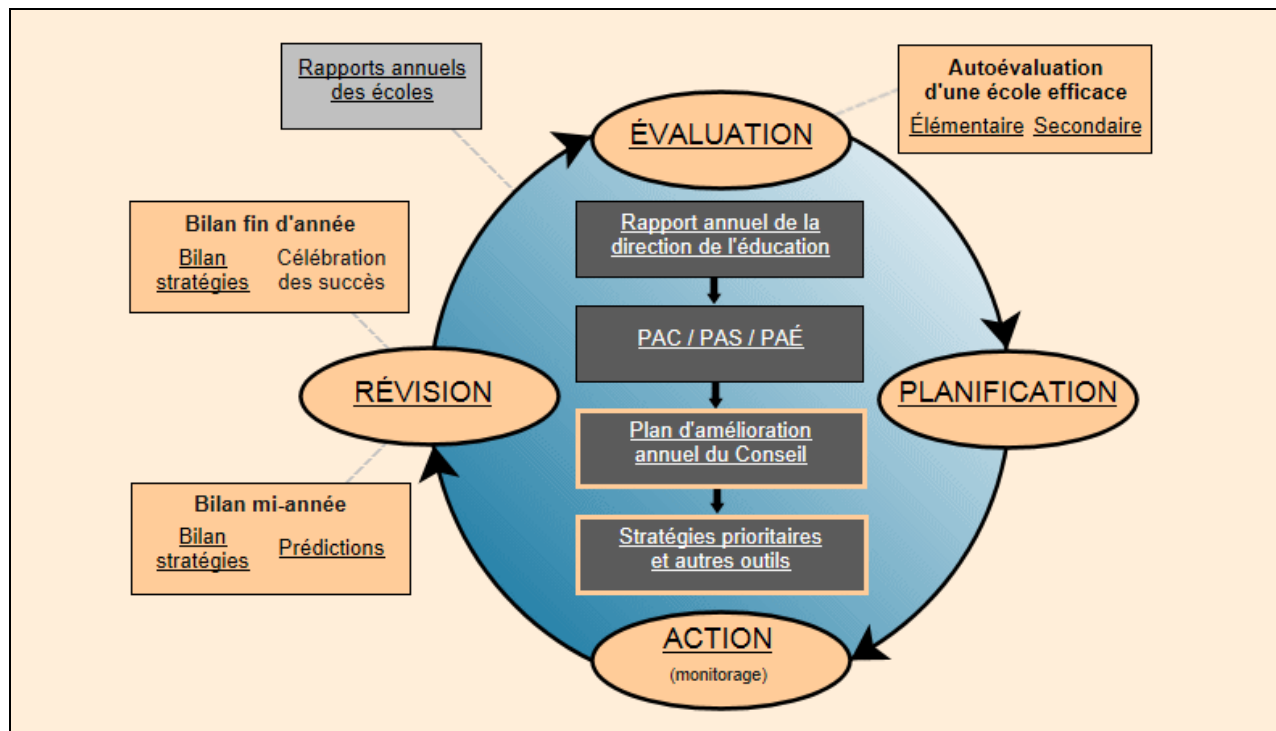 Rapports annuels
des écoles
Autoévaluation
d'une école efficace
Élémentaire Secondaire
ÉVALUATION
Rapport annuel de la
direction de l'éducation
Bilan fin d'année
Bilan
stratégies
Célébration
des succès
PAC / PAS / PAÉ
RÉVISION
PLANIFICATION
Plan d'amélioration
annuel du Conseil
Bilan mi-année
Bilan
stratégies
Prédictions
Stratégies prioritaires
et autres outils
ACTION
(monitorage)